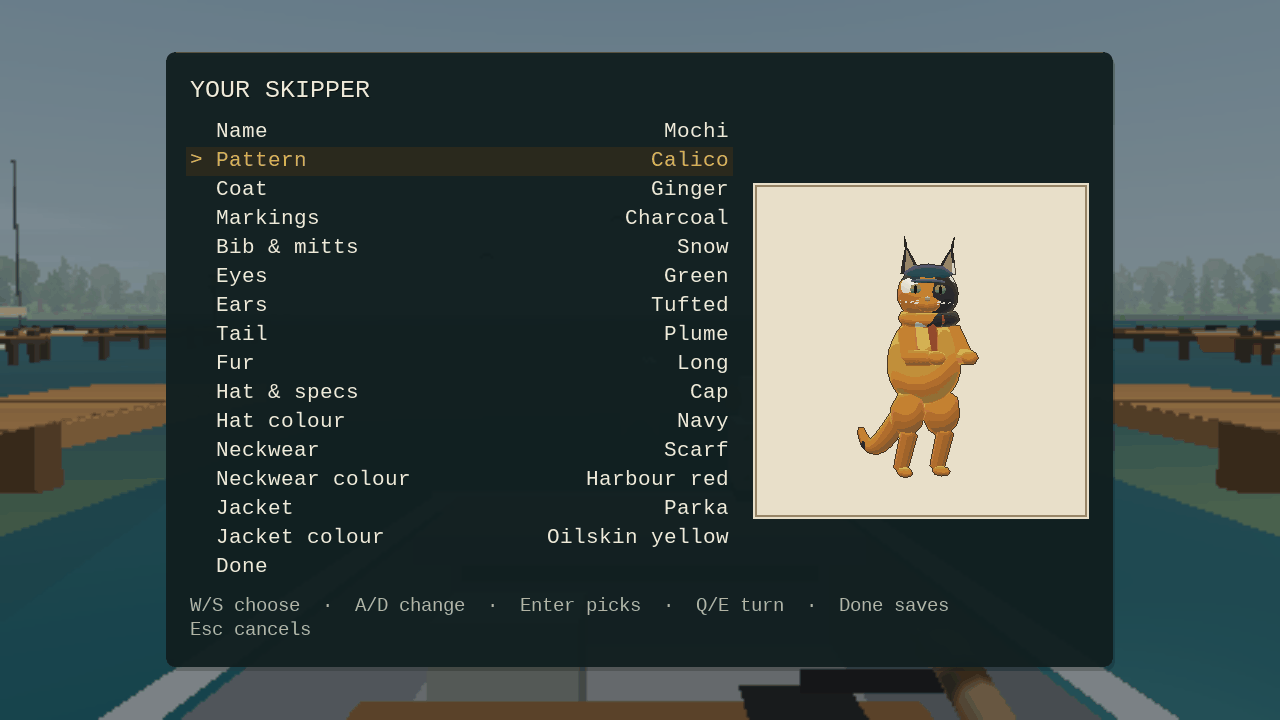 YOUR SKIPPER
Name Mochi
> Pattern Calico
Coat Ginger
Markings Charcoal
Bib & mitts Snow
Eyes Green
Ears Tufted
Tail Plume
Fur Long
Hat & specs Cap
Hat colour Navy
Neckwear Scarf
Neckwear colour Harbour red
Jacket Parka
Jacket colour Oilskin yellow
Done
W/S choose · A/D change · Enter picks · Q/E turn · Done saves
Esc cancels